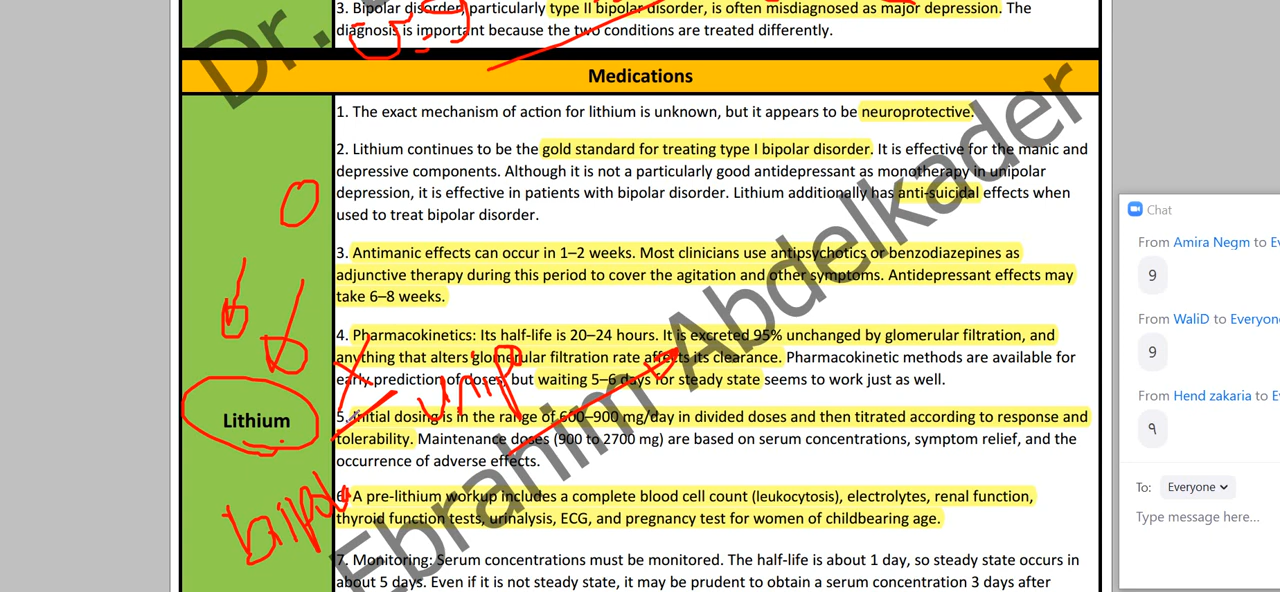 3. Bipolar disorder, particularly type II bipolar disorder, is often misdiagnosed as major depression. The
diagnosis is important because the two conditions are treated differently.
Medications
Lithium
1. The exact mechanism of action for lithium is unknown, but it appears to be neuroprotective.
2. Lithium continues to be the gold standard for treating type I bipolar disorder. It is effective for the manic and
depressive components. Although it is not a particularly good antidepressant as monotherapy in unipolar
depression, it is effective in patients with bipolar disorder. Lithium additionally has anti-suicidal effects when
used to treat bipolar disorder.
3. Antimanic effects can occur in 1–2 weeks. Most clinicians use antipsychotics or benzodiazepines as
adjunctive therapy during this period to cover the agitation and other symptoms. Antidepressant effects may
take 6–8 weeks.
4. Pharmacokinetics: Its half-life is 20–24 hours. It is excreted 95% unchanged by glomerular filtration, and
anything that alters glomerular filtration rate affects its clearance. Pharmacokinetic methods are available for
early prediction of doses, but waiting 5–6 days for steady state seems to work just as well.
5. Initial dosing is in the range of 600–900 mg/day in divided doses and then titrated according to response and
tolerability. Maintenance doses (900 to 2700 mg) are based on serum concentrations, symptom relief, and the
occurrence of adverse effects.
6. A pre-lithium workup includes a complete blood cell count (leukocytosis), electrolytes, renal function,
thyroid function tests, urinalysis, ECG, and pregnancy test for women of childbearing age.
7. Monitoring: Serum concentrations must be monitored. The half-life is about 1 day, so steady state occurs in
about 5 days. Even if it is not steady state, it may be prudent to obtain a serum concentration 3 days after
Dr.
Ebrahim Abdelkader
unip
Chat
From Amira Negm to Ev
9
From WaliD to Everyone
9
From Hend zakaria to E
٩
To: Everyone
Type message here...